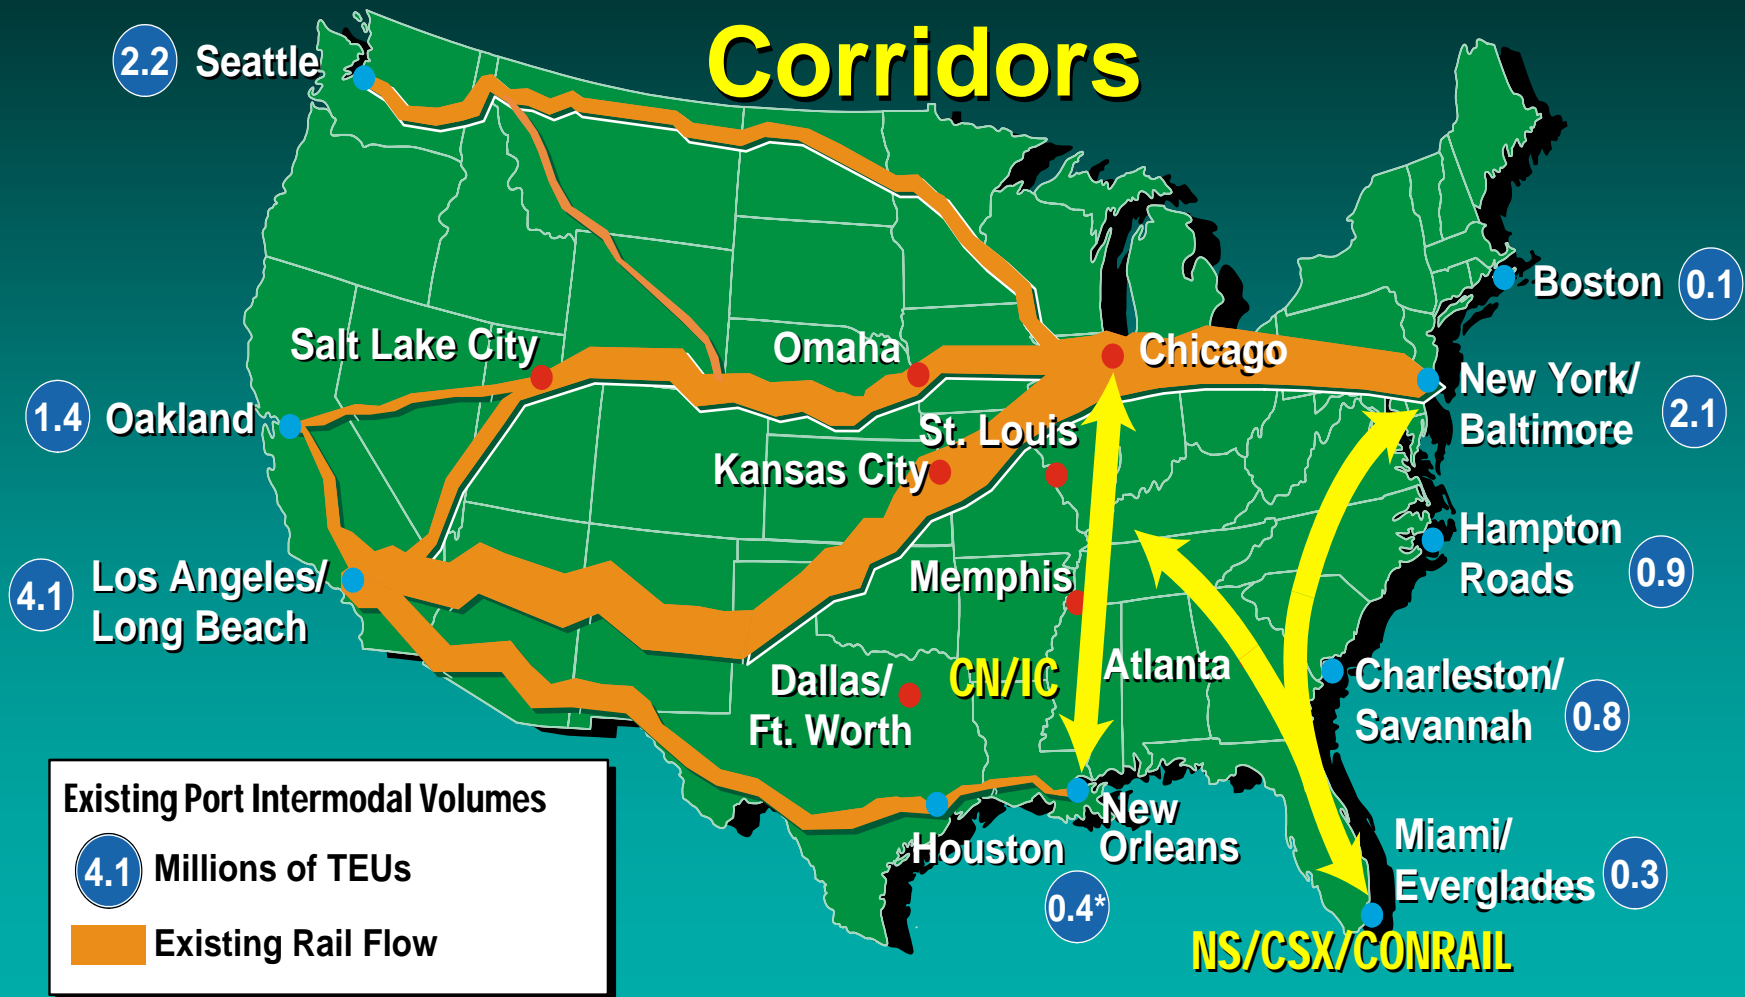 Corridors
2.2 Seattle
Boston 0.1
Salt Lake City
Omaha
Chicago
1.4 Oakland
New York/
Baltimore 2.1
St. Louis
Kansas City
Hampton
Roads 0.9
4.1 Los Angeles/
Long Beach
Memphis
CN/IC
Atlanta
Dallas/
Ft. Worth
Charleston/
Savannah 0.8
New
Orleans
Houston
0.4*
Miami/
Everglades 0.3
NS/CSX/CONRAIL
Existing Port Intermodal Volumes
4.1 Millions of TEUs
Existing Rail Flow